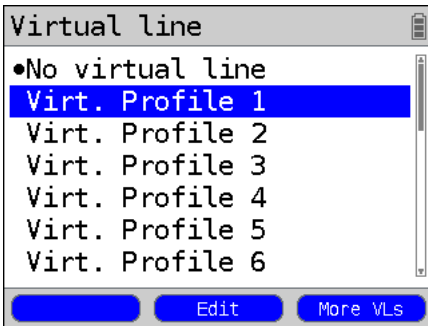 Virtual line
•No virtual line
Virt. Profile 1
Virt. Profile 2
Virt. Profile 3
Virt. Profile 4
Virt. Profile 5
Virt. Profile 6
Edit More VLs